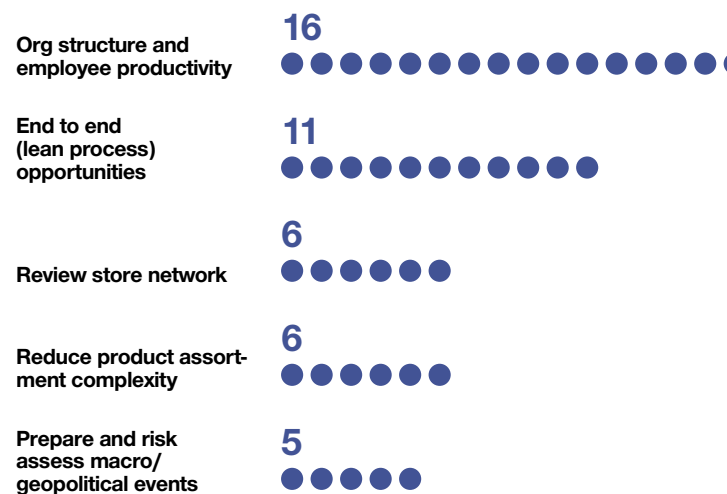 16
Org structure and
employee productivity
End to end
(lean process)
opportunities
11
6
Review store network
6
Reduce product assort-
ment complexity
Prepare and risk
assess macro/
geopolitical events
5